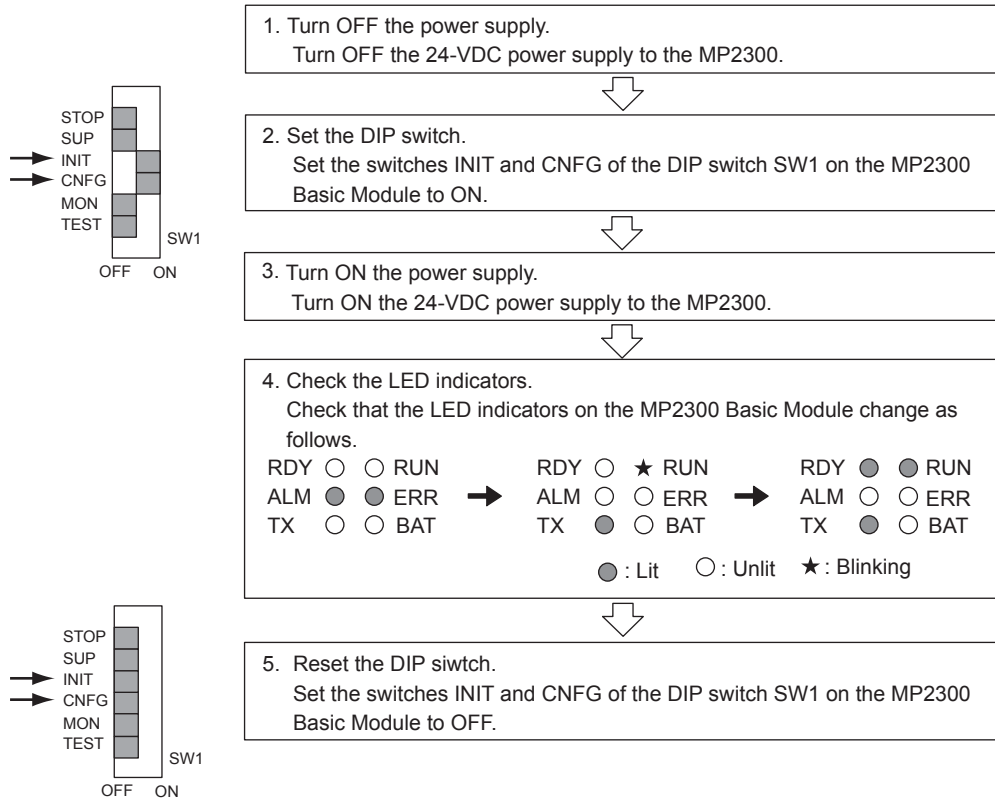 1. Turn OFF the power supply.
Turn OFF the 24-VDC power supply to the MP2300.
STOP
SUP
INIT
CNFG
MON
TEST
SW1
OFF ON
2. Set the DIP switch.
Set the switches INIT and CNFG of the DIP switch SW1 on the MP2300
Basic Module to ON.
3. Turn ON the power supply.
Turn ON the 24-VDC power supply to the MP2300.
4. Check the LED indicators.
Check that the LED indicators on the MP2300 Basic Module change as
follows.
RDY RUN RDY RUN RDY RUN
ALM ERR ALM ERR ALM ERR
TX BAT TX BAT TX BAT
: Lit : Unlit : Blinking
STOP
SUP
INIT
CNFG
MON
TEST
SW1
OFF ON
5. Reset the DIP siwtch.
Set the switches INIT and CNFG of the DIP switch SW1 on the MP2300
Basic Module to OFF.